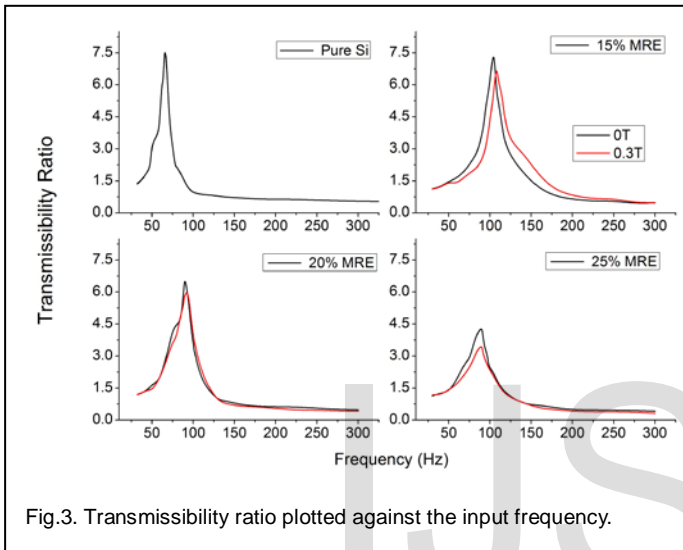 Transmissibility Ratio
7.5
6.0
4.5
3.0
1.5
0.0
Pure Si
50 100 150 200 250 300
7.5
6.0
4.5
3.0
1.5
0.0
15% MRE
0T
0.3T
50 100 150 200 250 300
7.5
6.0
4.5
3.0
1.5
0.0
20% MRE
50 100 150 200 250 300
7.5
6.0
4.5
3.0
1.5
0.0
25% MRE
50 100 150 200 250 300
Frequency (Hz)
IJS
Fig.3. Transmissibility ratio plotted against the input frequency.